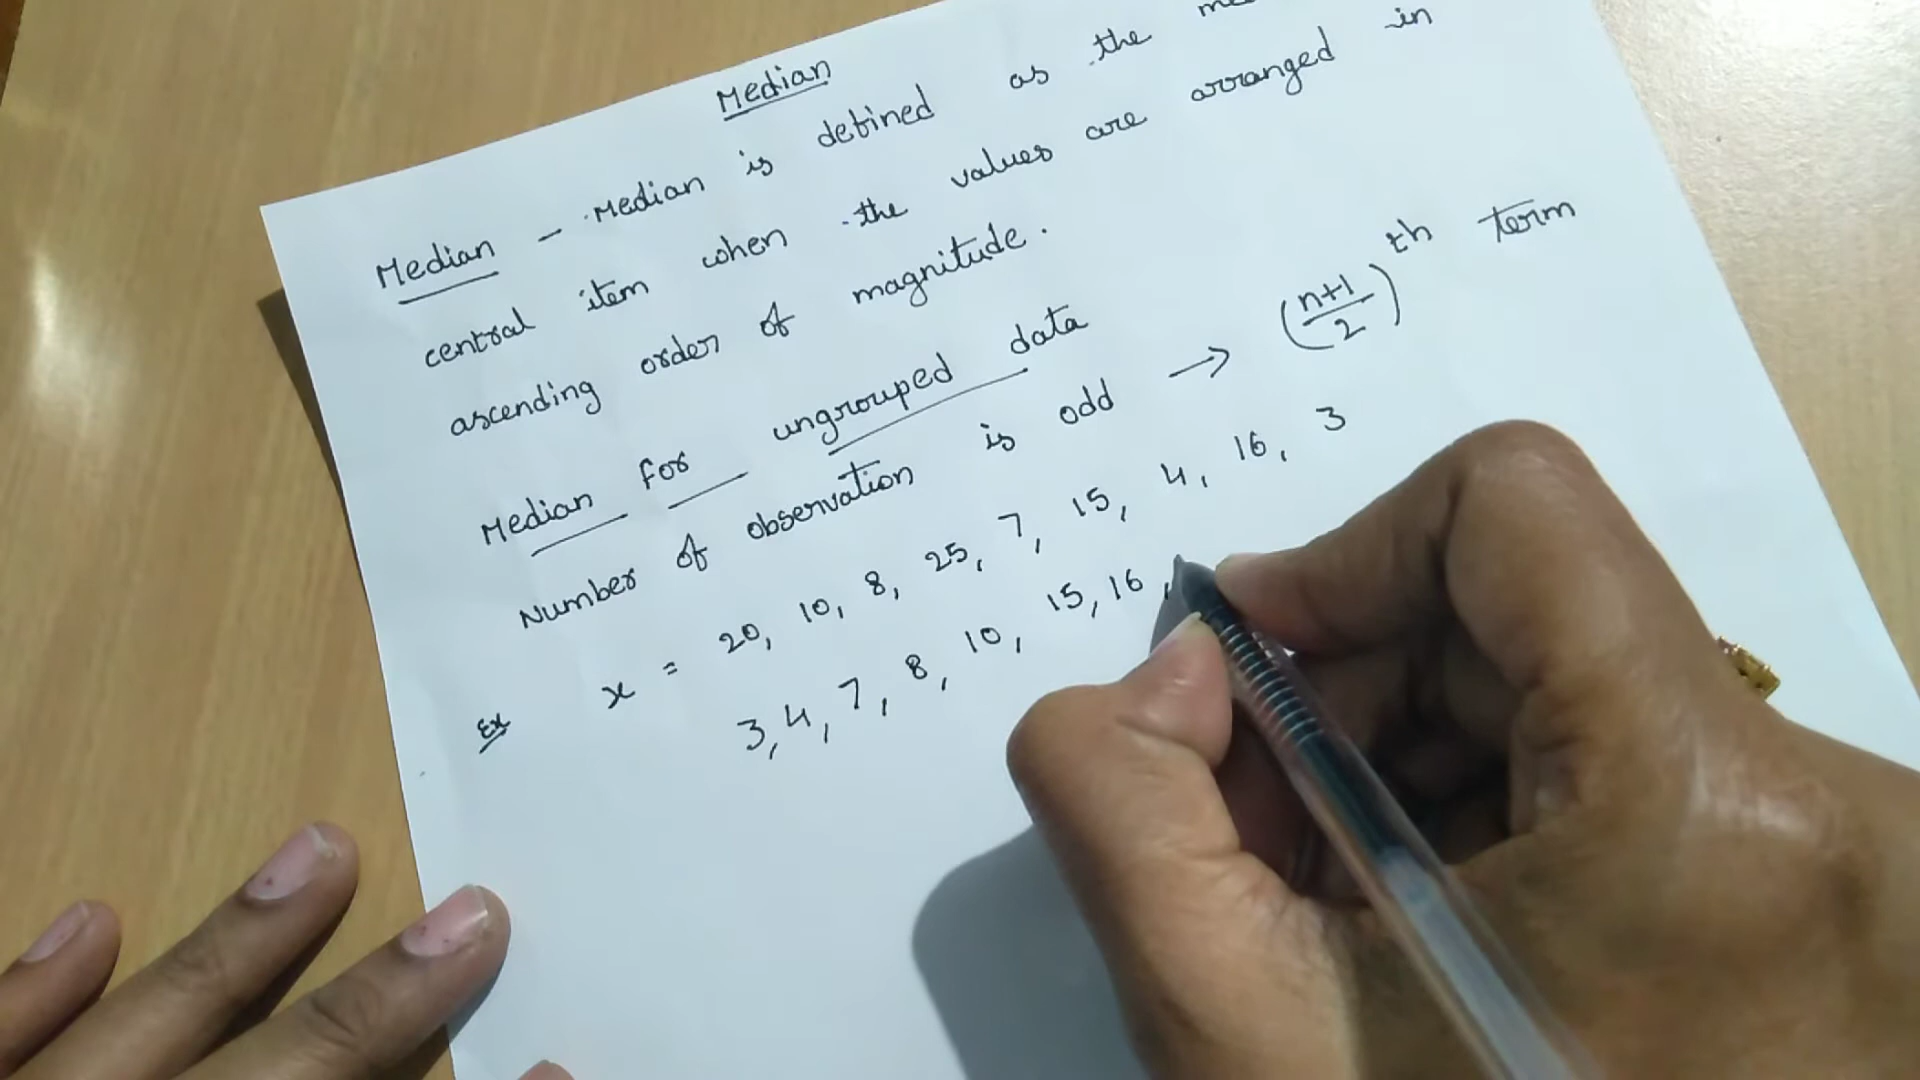 Median
Median - Median is defined as the
central item when the values are arranged in
ascending order of magnitude.
Median for ungrouped data
Number of observation is odd → (n+1/2)th term
Ex x = 20, 10, 8, 25, 7, 15, 4, 16, 3
3, 4, 7, 8, 10, 15, 16,